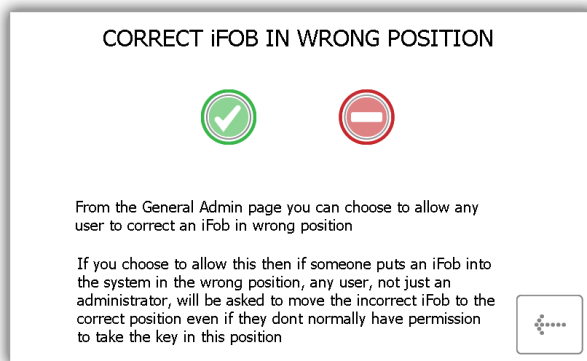 CORRECT iFOB IN WRONG POSITION
From the General Admin page you can choose to allow any
user to correct an iFob in wrong position
If you choose to allow this then if someone puts an iFob into
the system in the wrong position, any user, not just an
administrator, will be asked to move the incorrect iFob to the
correct position even if they dont normally have permission
to take the key in this position